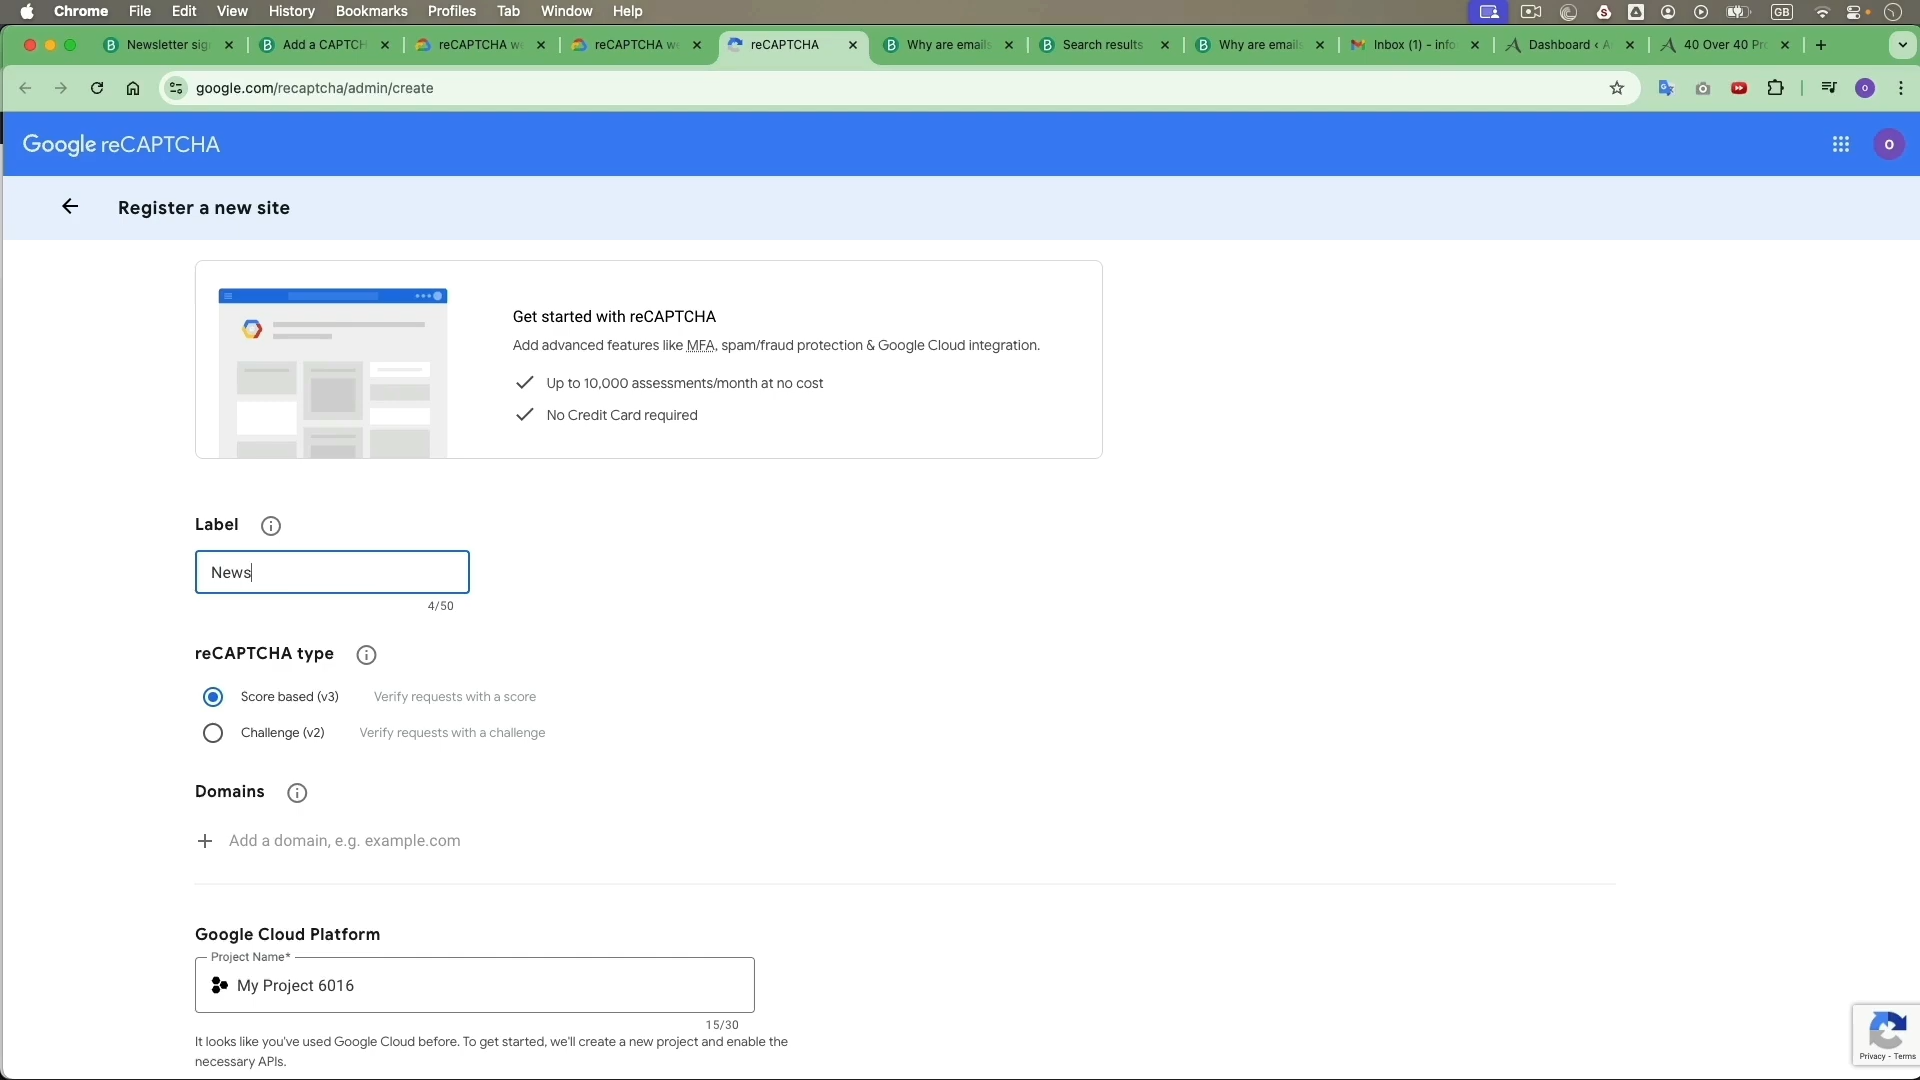 Chrome File Edit View History Bookmarks Profiles Tab Window Help GB
Newsletter sig Add a CAPTCH reCAPTCHA we reCAPTCHA we reCAPTCHA Why are emails Search results Why are emails Inbox (1) - info Dashboard ‹ A 40 Over 40 Pro
google.com/recaptcha/admin/create
Google reCAPTCHA
O
Register a new site
Get started with reCAPTCHA
Add advanced features like MFA, spam/fraud protection & Google Cloud integration.
Up to 10,000 assessments/month at no cost
No Credit Card required
Label
News
4/50
reCAPTCHA type
Score based (v3) Verify requests with a score
Challenge (v2) Verify requests with a challenge
Domains
Add a domain, e.g. example.com
Google Cloud Platform
Project Name*
My Project 6016
15/30
It looks like you've used Google Cloud before. To get started, we'll create a new project and enable the
necessary APIs.
Privacy - Terms